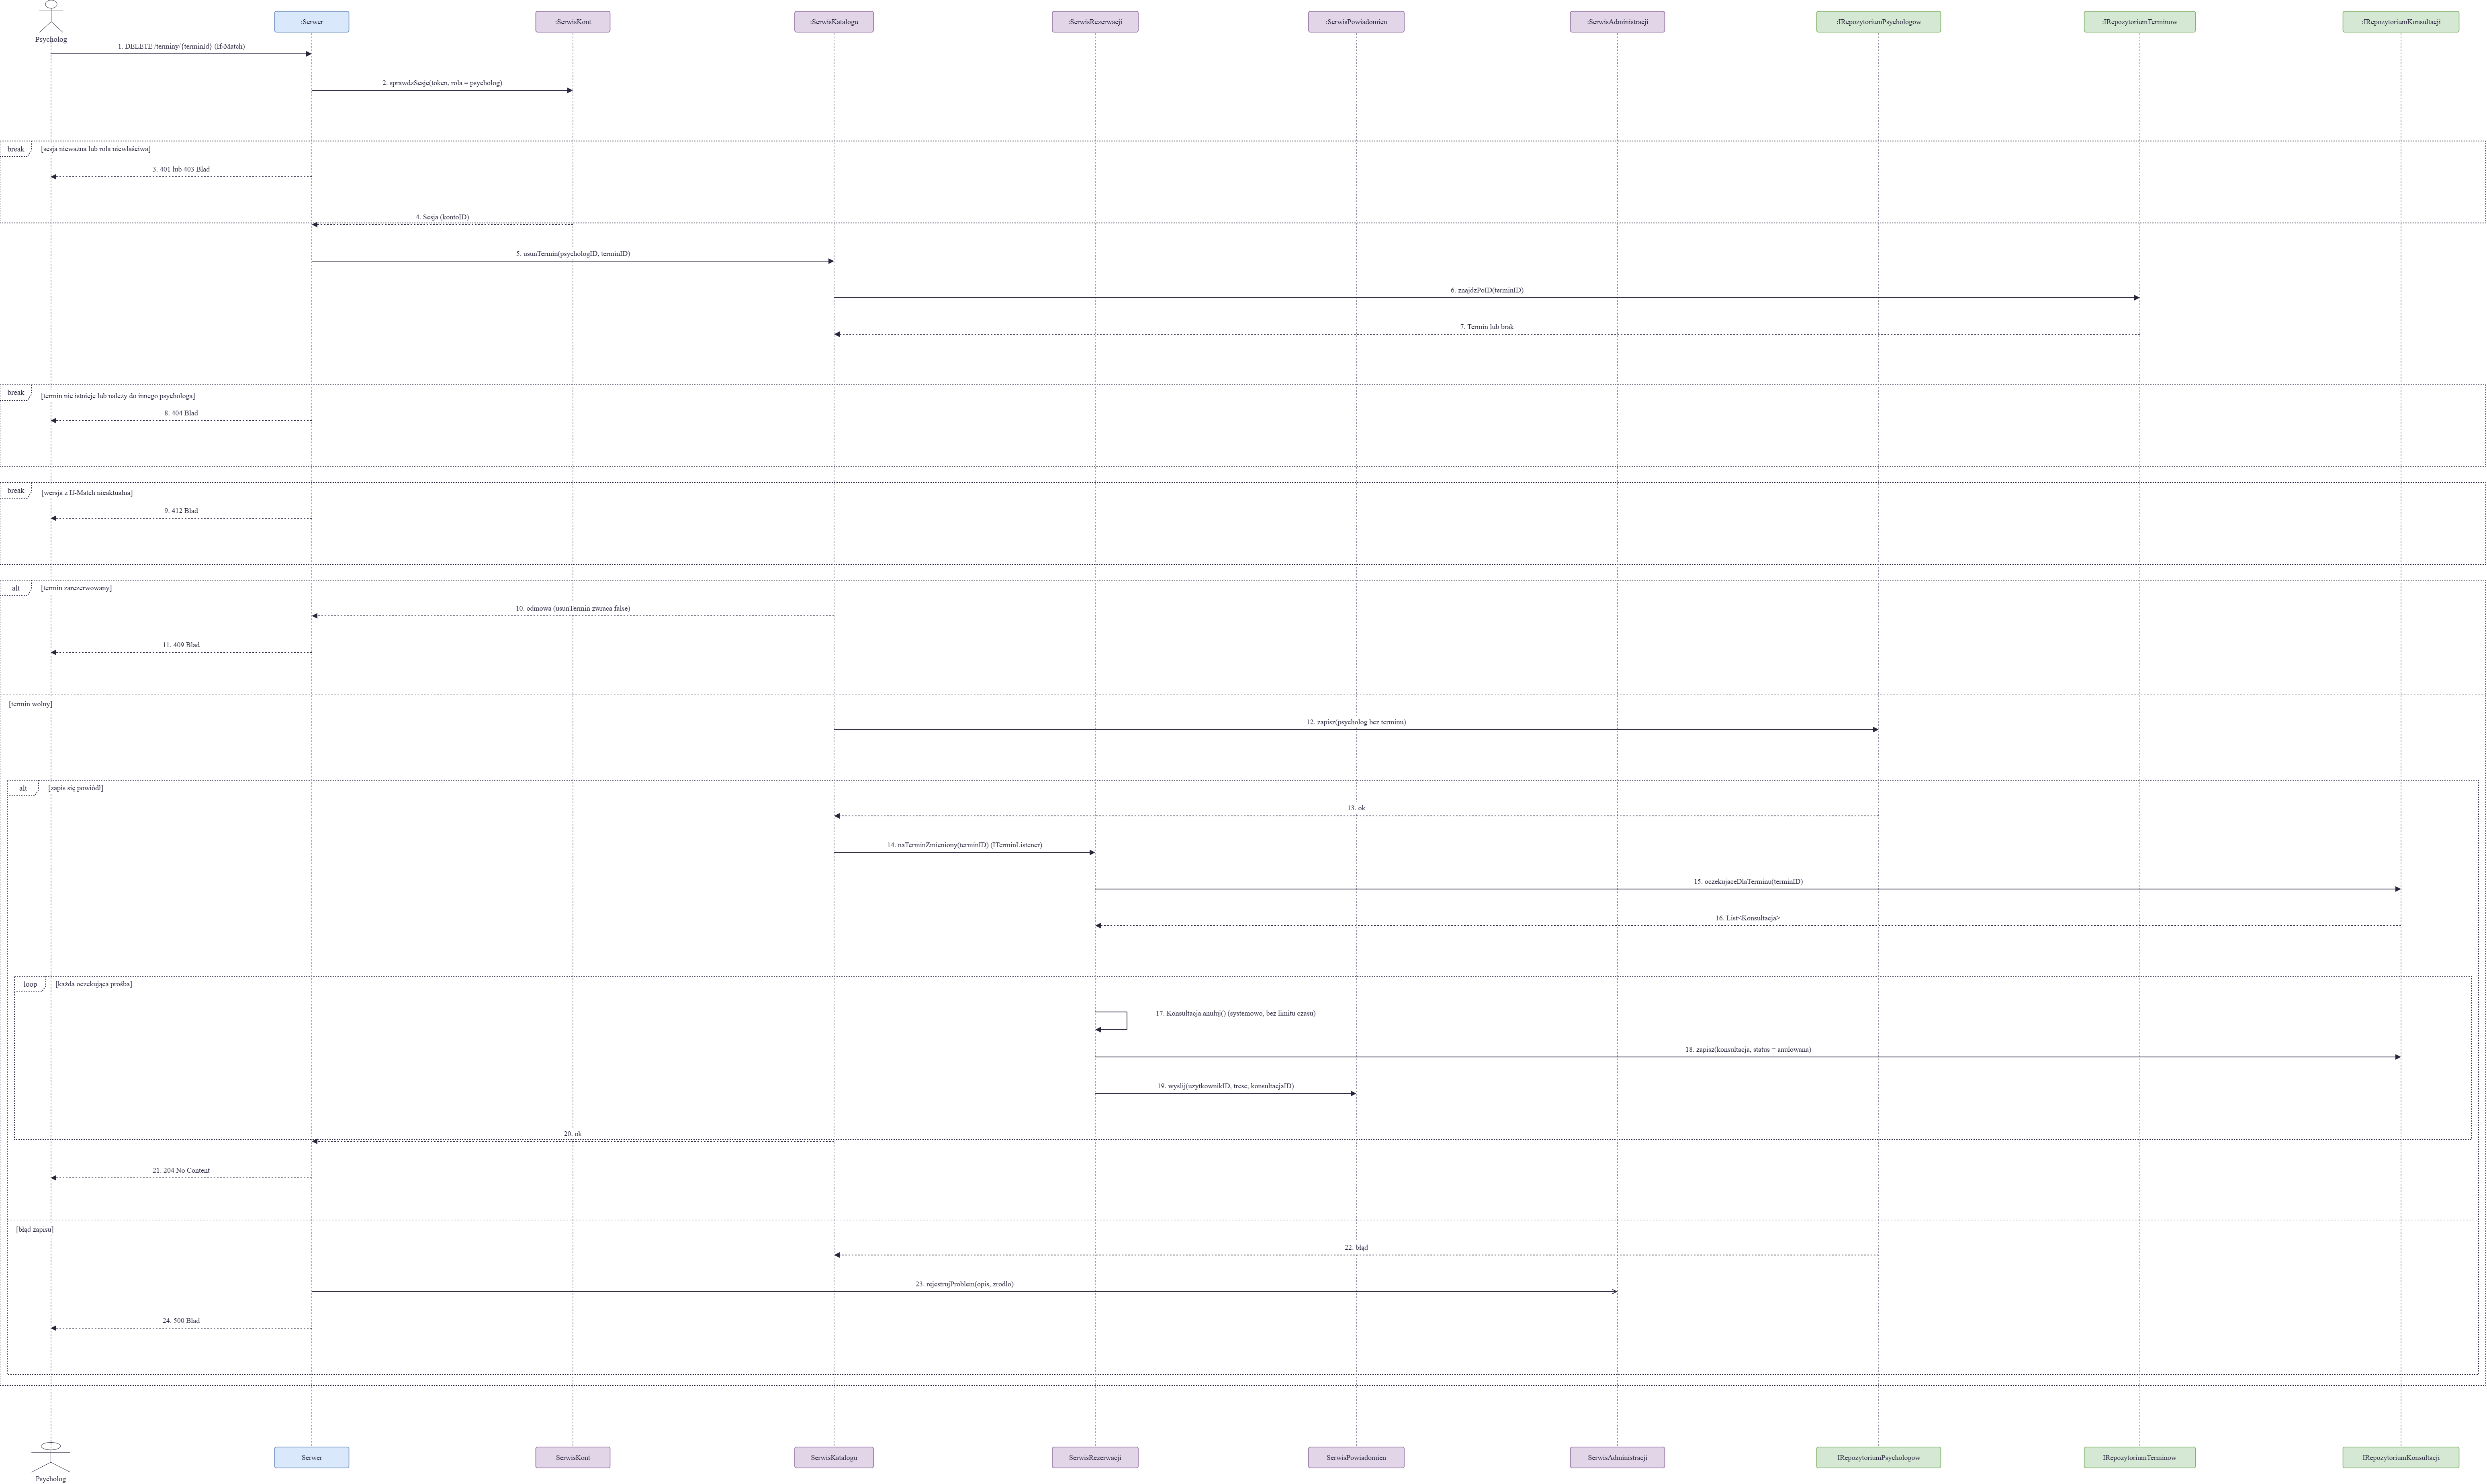 :Serwer
:SerwisKont
:SerwisKatalogu
:SerwisRezerwacji
:SerwisPowiadomien
:SerwisAdministracji
:IRepozytoriumPsychologow
:IRepozytoriumTerminow
:IRepozytoriumKonsultacji
Psycholog
1. DELETE /terminy/{terminId} (If-Match)
2. sprawdzSesje(token, rola = psycholog)
break
[sesja nieważna lub rola niewłaściwa]
3. 401 lub 403 Blad
4. Sesja (kontoID)
5. usunTermin(psychologID, terminID)
6. znajdzPoID(terminID)
7. Termin lub brak
break
[termin nie istnieje lub należy do innego psychologa]
8. 404 Blad
break
[wersja z If-Match nieaktualna]
9. 412 Blad
alt
[termin zarezerwowany]
10. odmowa (usunTermin zwraca false)
11. 409 Blad
[termin wolny]
12. zapisz(psycholog bez terminu)
alt
[zapis się powiódł]
13. ok
14. naTerminZmieniony(terminID) (ITerminListener)
15. oczekujaceDlaTerminu(terminID)
16. List<Konsultacja>
loop
[każda oczekująca prośba]
17. Konsultacja.anuluj() (systemowo, bez limitu czasu)
18. zapisz(konsultacja, status = anulowana)
19. wyslij(uzytkownikID, tresc, konsultacjaID)
20. ok
21. 204 No Content
[błąd zapisu]
22. błąd
23. rejestrujProblem(opis, zrodlo)
24. 500 Blad
Psycholog
Serwer
SerwisKont
SerwisKatalogu
SerwisRezerwacji
SerwisPowiadomien
SerwisAdministracji
IRepozytoriumPsychologow
IRepozytoriumTerminow
IRepozytoriumKonsultacji